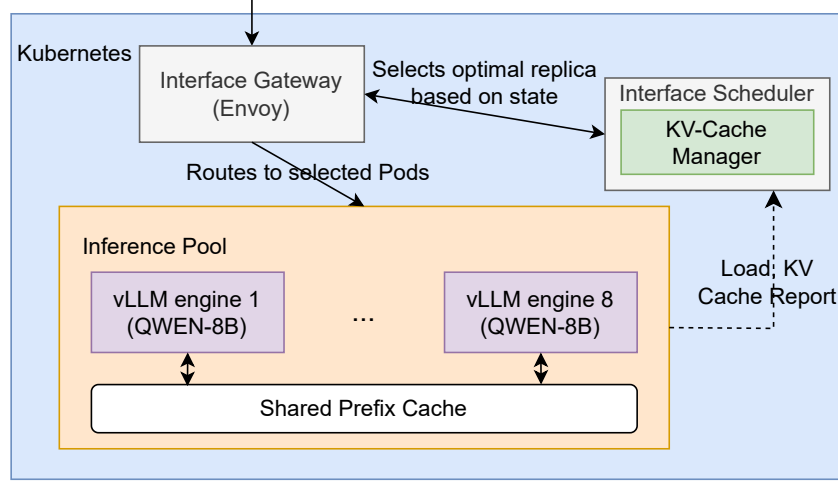 Kubernetes
Interface Gateway
(Envoy)
Selects optimal replica
based on state
Interface Scheduler
KV-Cache
Manager
Routes to selected Pods
Inference Pool
vLLM engine 1
(QWEN-8B)
...
vLLM engine 8
(QWEN-8B)
Load, KV
Cache Report
Shared Prefix Cache